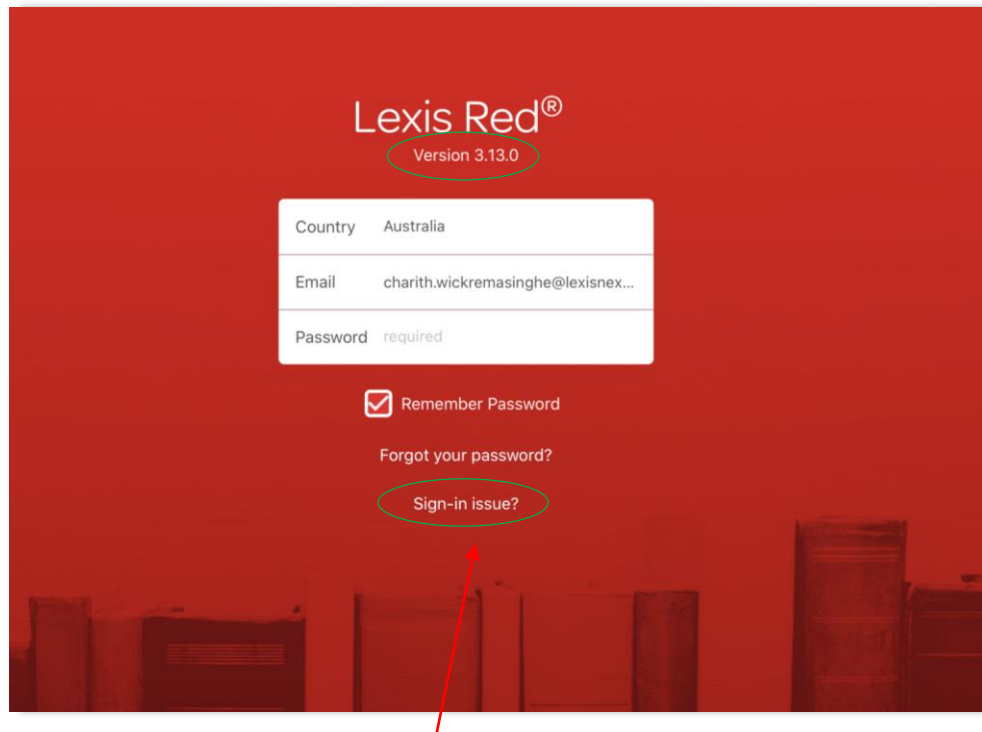 Lexis Red®
Version 3.13.0
Country Australia
Email charith.wickremasinghe@lexisnex...
Password required
Remember Password
Forgot your password?
Sign-in issue?